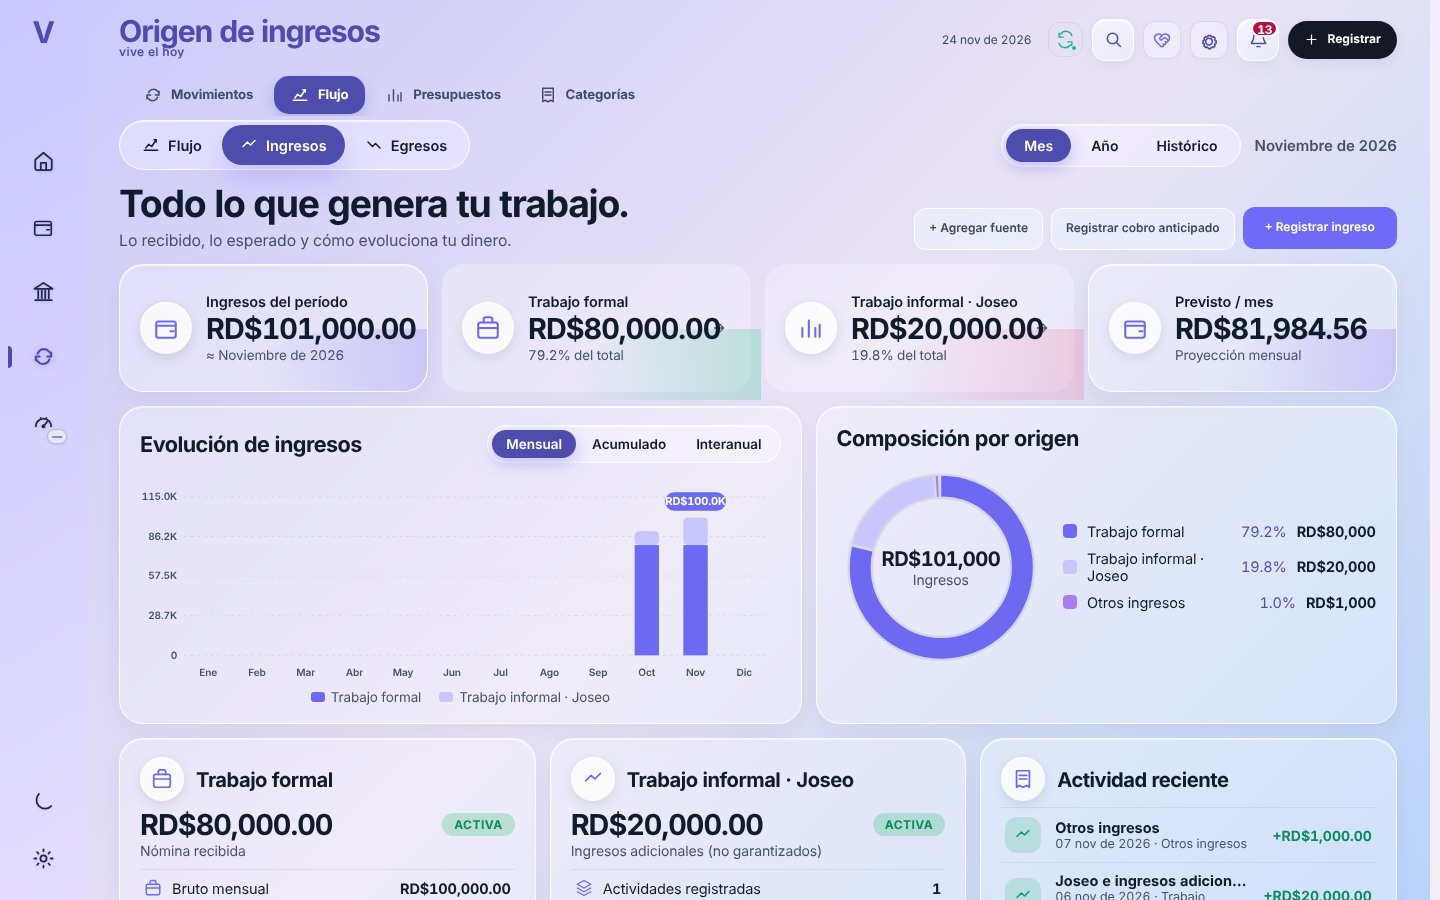 V
Origen de ingresos
vive el hoy
24 nov de 2026
13
+ Registrar
Movimientos
Flujo
Presupuestos
Categorías
Flujo
Ingresos
Egresos
Mes
Año
Histórico
Noviembre de 2026
Todo lo que genera tu trabajo.
Lo recibido, lo esperado y cómo evoluciona tu dinero.
+ Agregar fuente
Registrar cobro anticipado
+ Registrar ingreso
Ingresos del período
RD$101,000.00
≈ Noviembre de 2026
Trabajo formal
RD$80,000.00
79.2% del total
Trabajo informal · Joseo
RD$20,000.00
19.8% del total
Previsto / mes
RD$81,984.56
Proyección mensual
Evolución de ingresos
Mensual
Acumulado
Interanual
115.0K
86.2K
57.5K
28.7K
0
RD$100.0K
Ene
Feb
Mar
Abr
May
Jun
Jul
Ago
Sep
Oct
Nov
Dic
Trabajo formal
Trabajo informal · Joseo
Composición por origen
RD$101,000
Ingresos
Trabajo formal 79.2% RD$80,000
Trabajo informal ·
Joseo 19.8% RD$20,000
Otros ingresos 1.0% RD$1,000
Trabajo formal
RD$80,000.00
ACTIVA
Nómina recibida
Bruto mensual RD$100,000.00
Trabajo informal · Joseo
RD$20,000.00
ACTIVA
Ingresos adicionales (no garantizados)
Actividades registradas 1
Actividad reciente
Otros ingresos
07 nov de 2026 · Otros ingresos
+RD$1,000.00
Joseo e ingresos adicion...
06 nov de 2026 · Trabajo
+RD$20,000.00